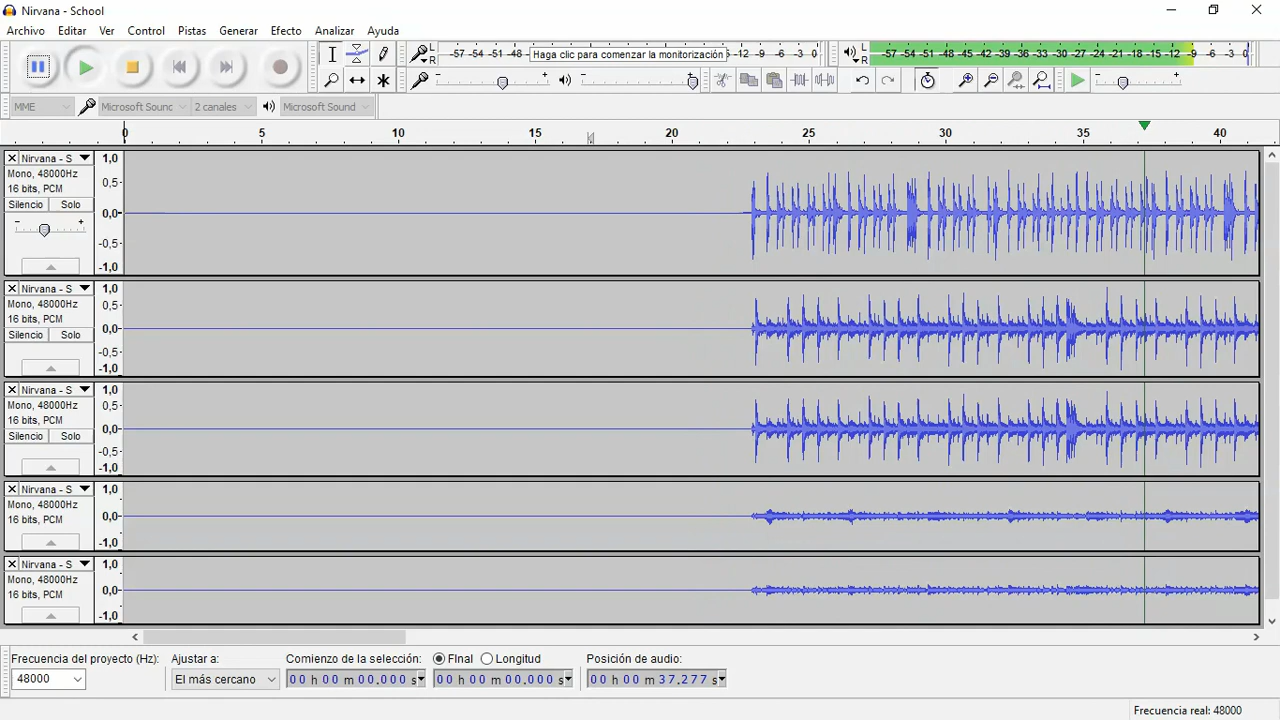 Nirvana - School
Archivo Editar Ver Control Pistas Generar Efecto Analizar Ayuda
L R -57 -54 -51 -48 Haga clic para comenzar la monitorización -12 -9 -6 -3 0
L R -57 -54 -51 -48 -45 -42 -39 -36 -33 -30 -27 -24 -21 -18 -15 -12 -9 -6 -3 0
- + - + - +
MME Microsoft Sounc 2 canales Microsoft Sound
0 5 10 15 20 25 30 35 40
Nirvana - S
Mono, 48000Hz
16 bits, PCM
Silencio Solo
- +
1,0
0,5
0,0
-0,5
-1,0
Nirvana - S
Mono, 48000Hz
16 bits, PCM
Silencio Solo
1,0
0,5
0,0
-0,5
-1,0
Nirvana - S
Mono, 48000Hz
16 bits, PCM
Silencio Solo
1,0
0,5
0,0
-0,5
-1,0
Nirvana - S
Mono, 48000Hz
16 bits, PCM
1,0
0,0
-1,0
Nirvana - S
Mono, 48000Hz
16 bits, PCM
1,0
0,0
-1,0
Frecuencia del proyecto (Hz): Ajustar a: Comienzo de la selección: FInal Longitud Posición de audio:
48000 El más cercano 00 h 00 m 00.000 s 00 h 00 m 00.000 s 00 h 00 m 37.277 s
Frecuencia real: 48000